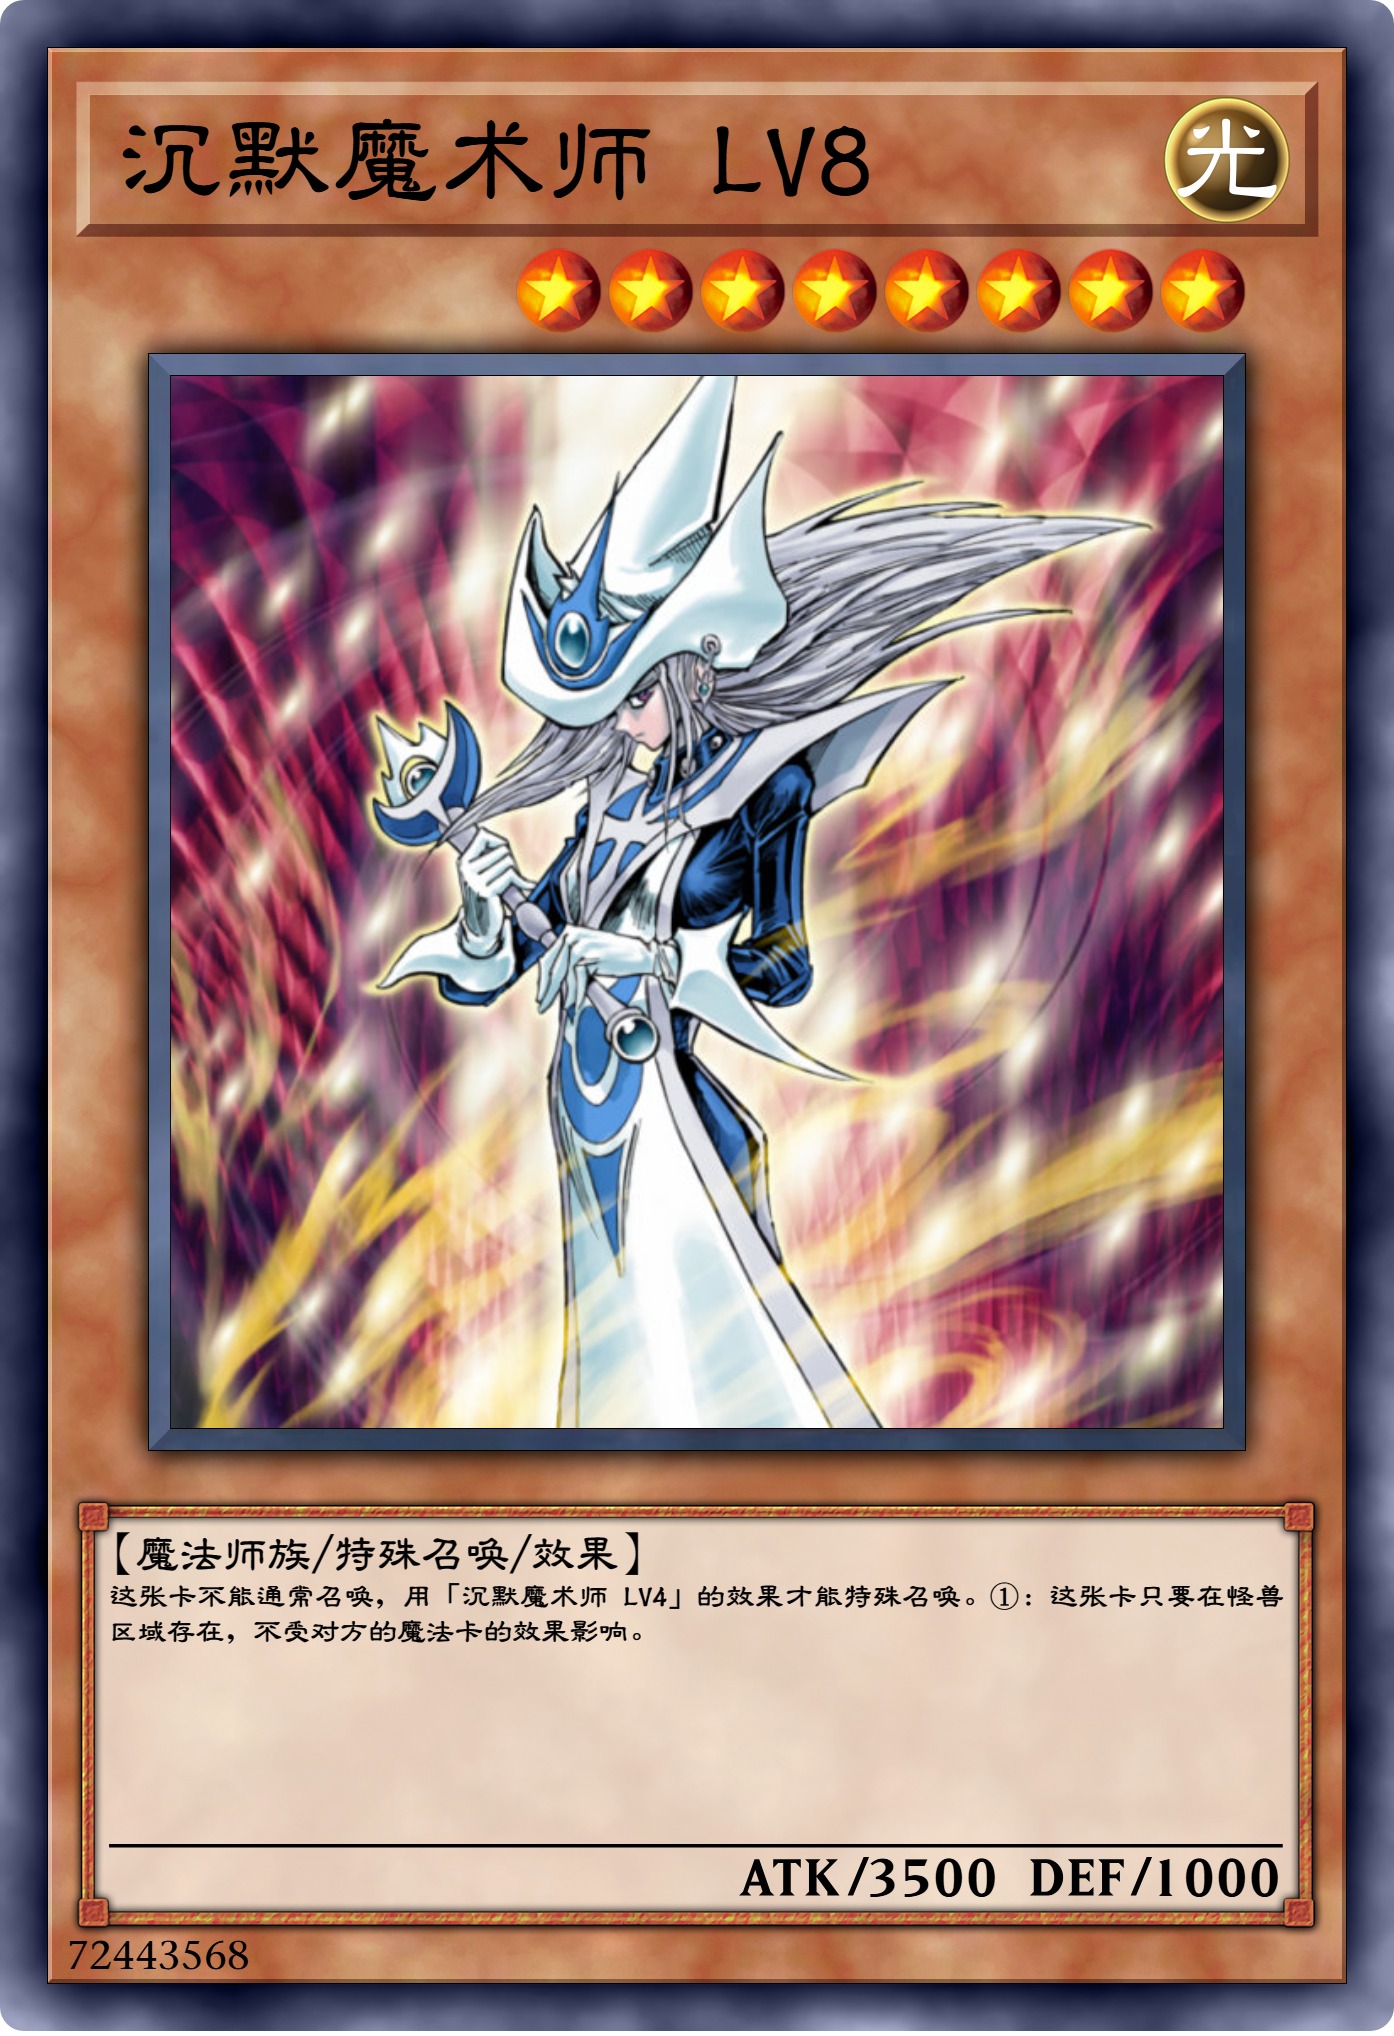 沉默魔术师 LV8
光
【魔法师族/特殊召唤/效果】
这张卡不能通常召唤，用「沉默魔术师 LV4」的效果才能特殊召唤。①：这张卡只要在怪兽
区域存在，不受对方的魔法卡的效果影响。
ATK/3500 DEF/1000
72443568